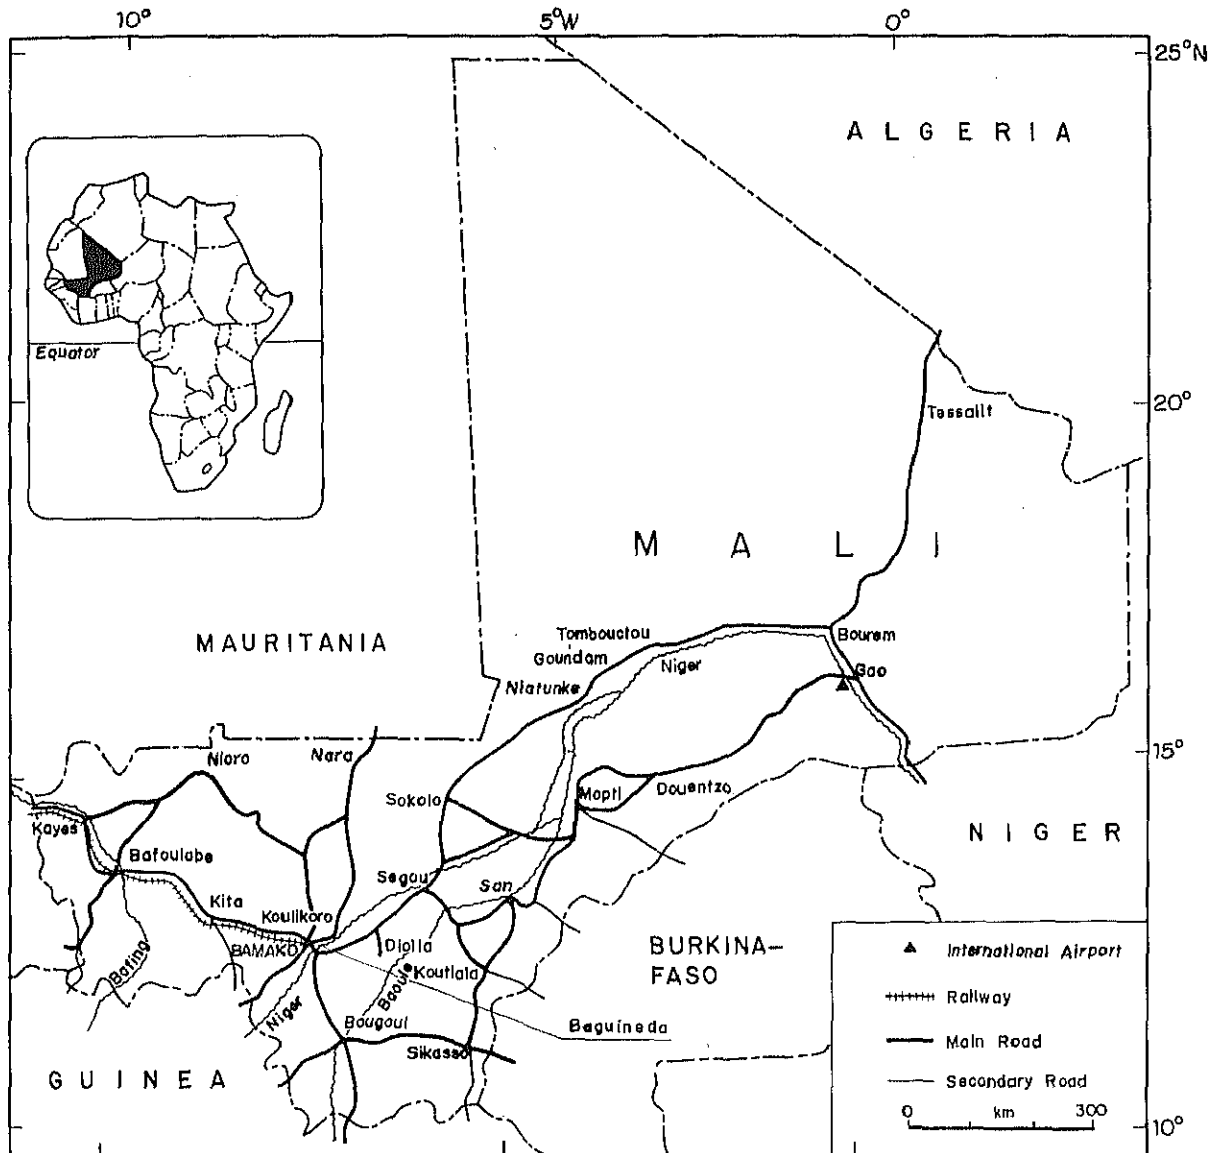 10°
5°W
0°
25°N
ALGERIA
Equator
20°
Tessalit
MALI
MAURITANIA
Tombouctou
Goundam
Niger
Bourem
Gao
Niafunke
15°
Nioro
Nara
Sokolo
Mopti
Douentza
Kayes
NIGER
Bafoulabe
Segou
San
Kita
Koulikoro
BAMAKO
Diolla
BURKINA-
FASO
Bafing
Baoule
Koutiala
Niger
Bougoui
Baguineda
Sikasso
GUINEA
International Airport
Railway
Main Road
Secondary Road
0 km 300
10°